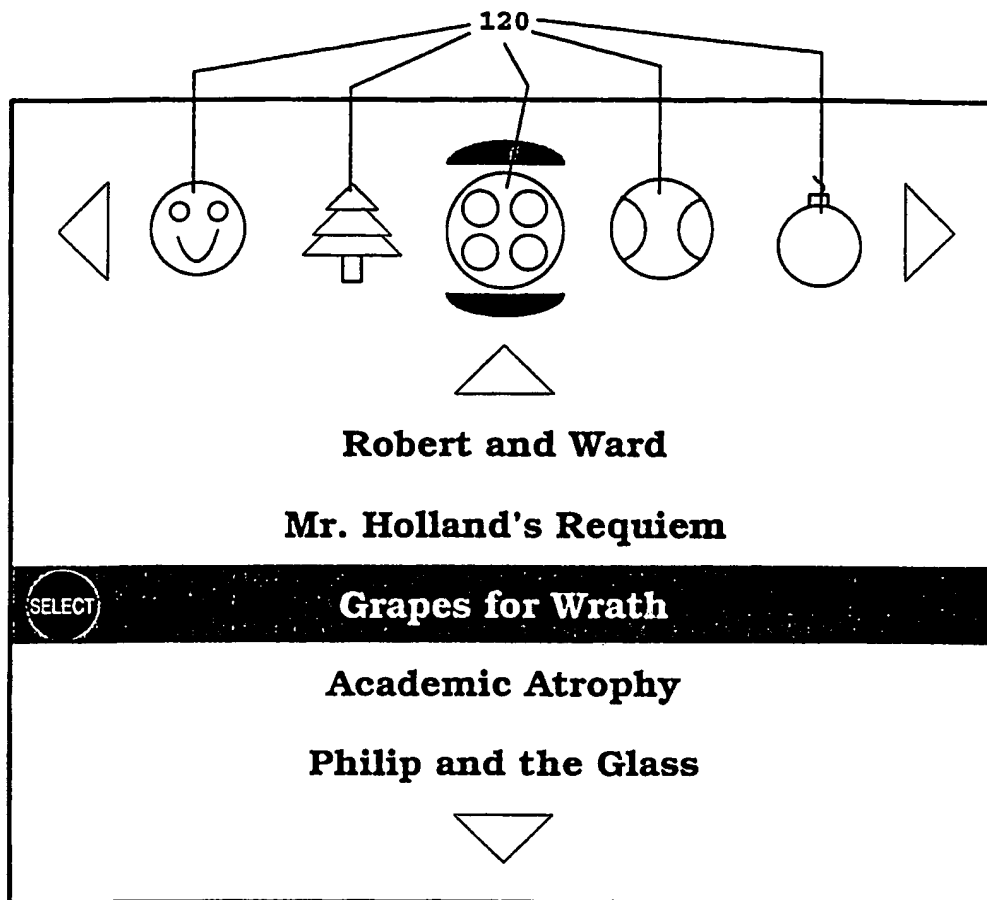 120
Robert and Ward
Mr. Holland's Requiem
SELECT Grapes for Wrath
Academic Atrophy
Philip and the Glass